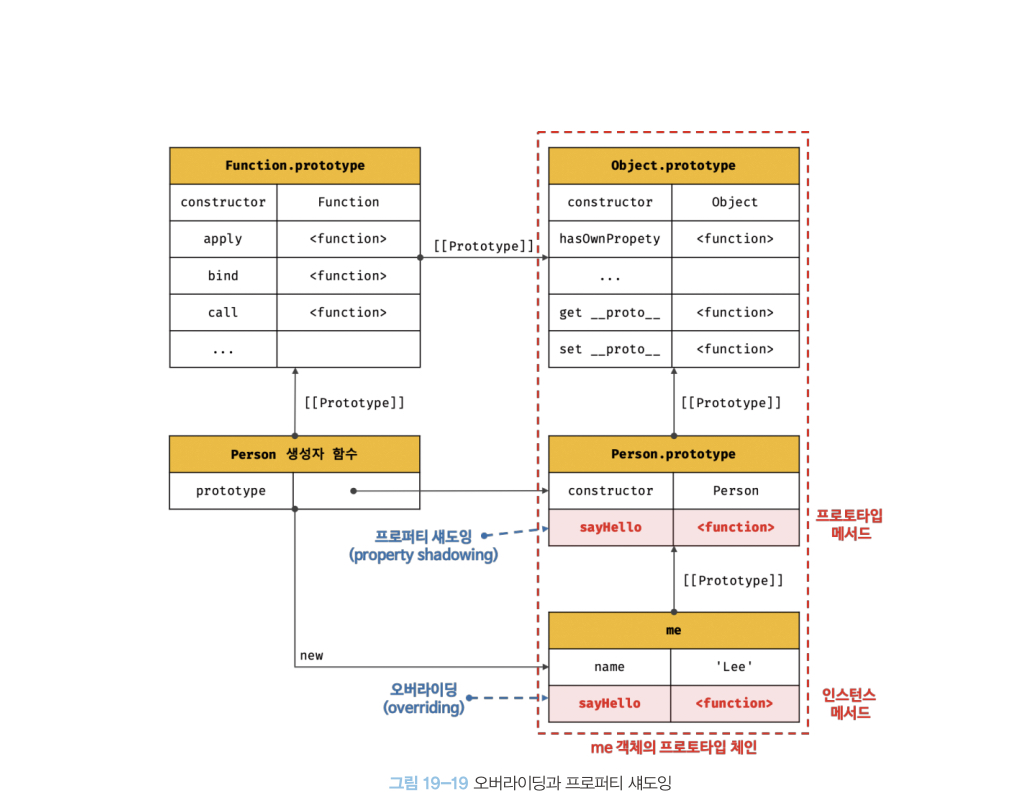 Function.prototype
constructor Function
apply <function>
bind <function>
call <function>
...
[[Prototype]]
Object.prototype
constructor Object
hasOwnPropety <function>
...
get __proto__ <function>
set __proto__ <function>
[[Prototype]]
[[Prototype]]
Person 생성자 함수
prototype
Person.prototype
constructor Person
sayHello <function>
프로토타입
메서드
프로퍼티 섀도잉
(property shadowing)
[[Prototype]]
new
me
name 'Lee'
sayHello <function>
오버라이딩
(overriding)
인스턴스
메서드
me 객체의 프로토타입 체인
그림 19-19 오버라이딩과 프로퍼티 섀도잉